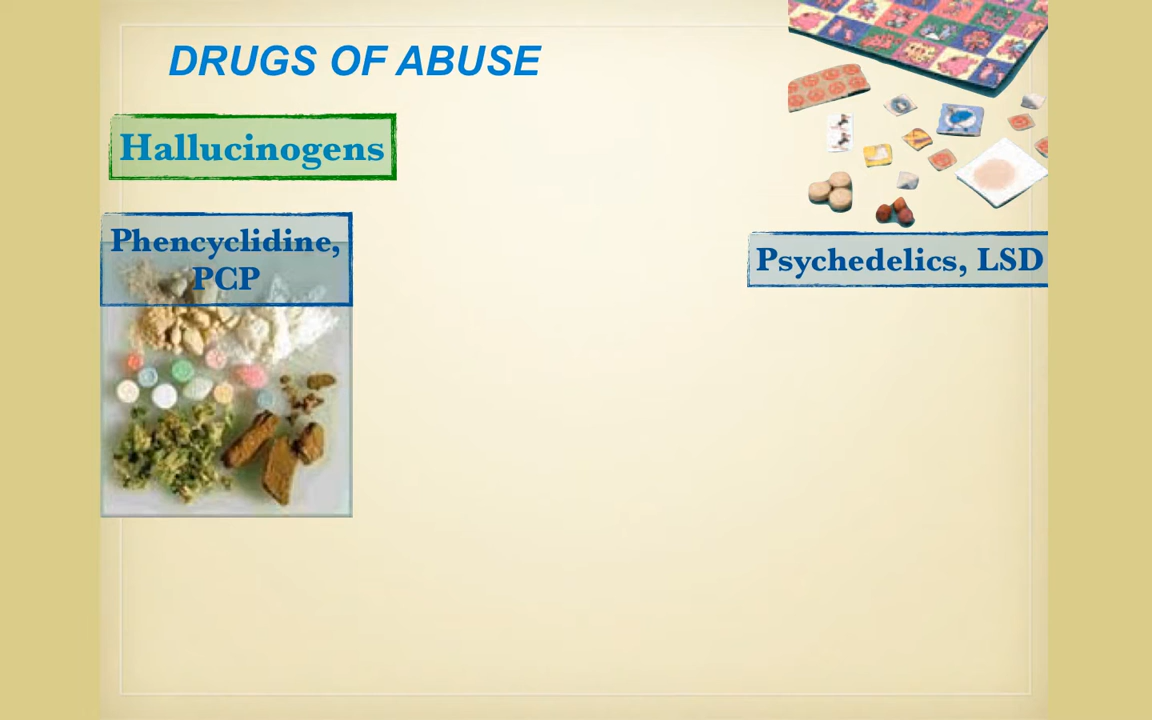 DRUGS OF ABUSE
Hallucinogens
Phencyclidine,
PCP
Psychedelics, LSD